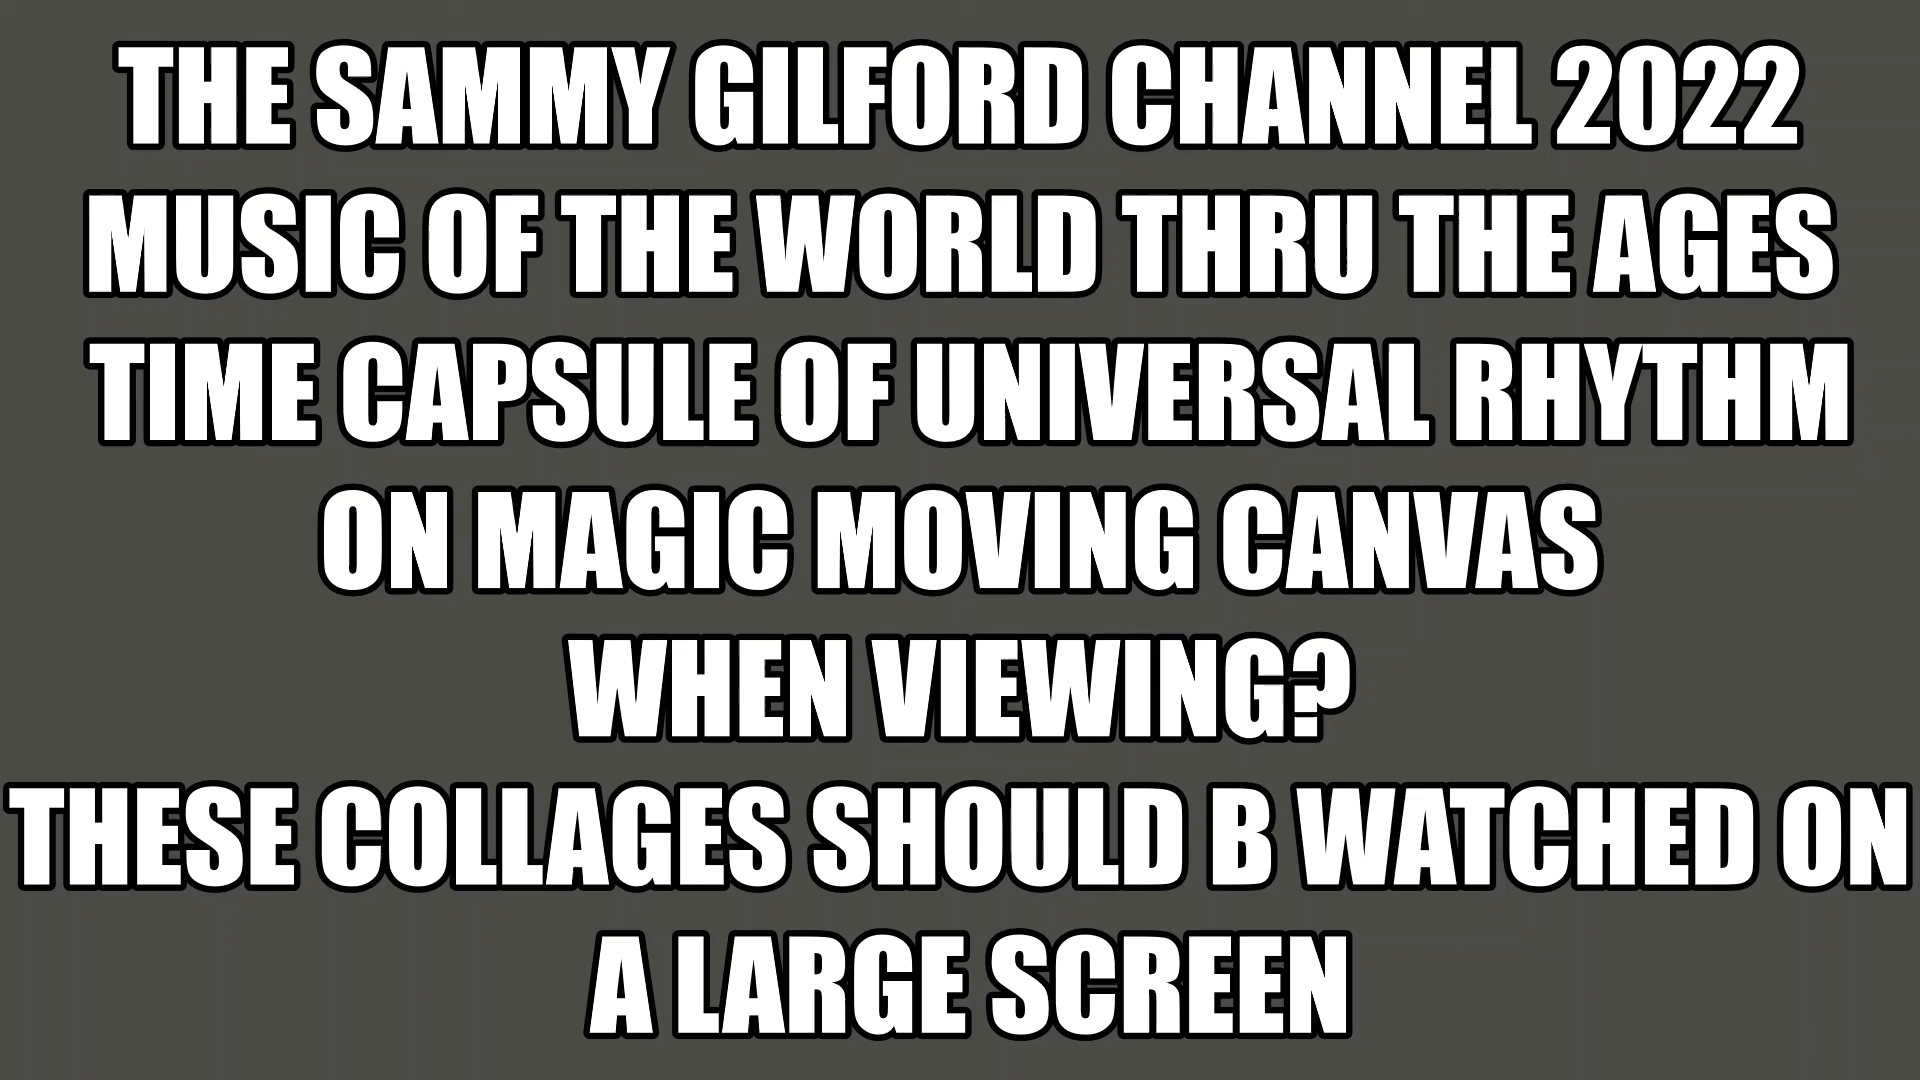 THE SAMMY GILFORD CHANNEL 2022
MUSIC OF THE WORLD THRU THE AGES
TIME CAPSULE OF UNIVERSAL RHYTHM
ON MAGIC MOVING CANVAS
WHEN VIEWING?
THESE COLLAGES SHOULD B WATCHED ON
A LARGE SCREEN